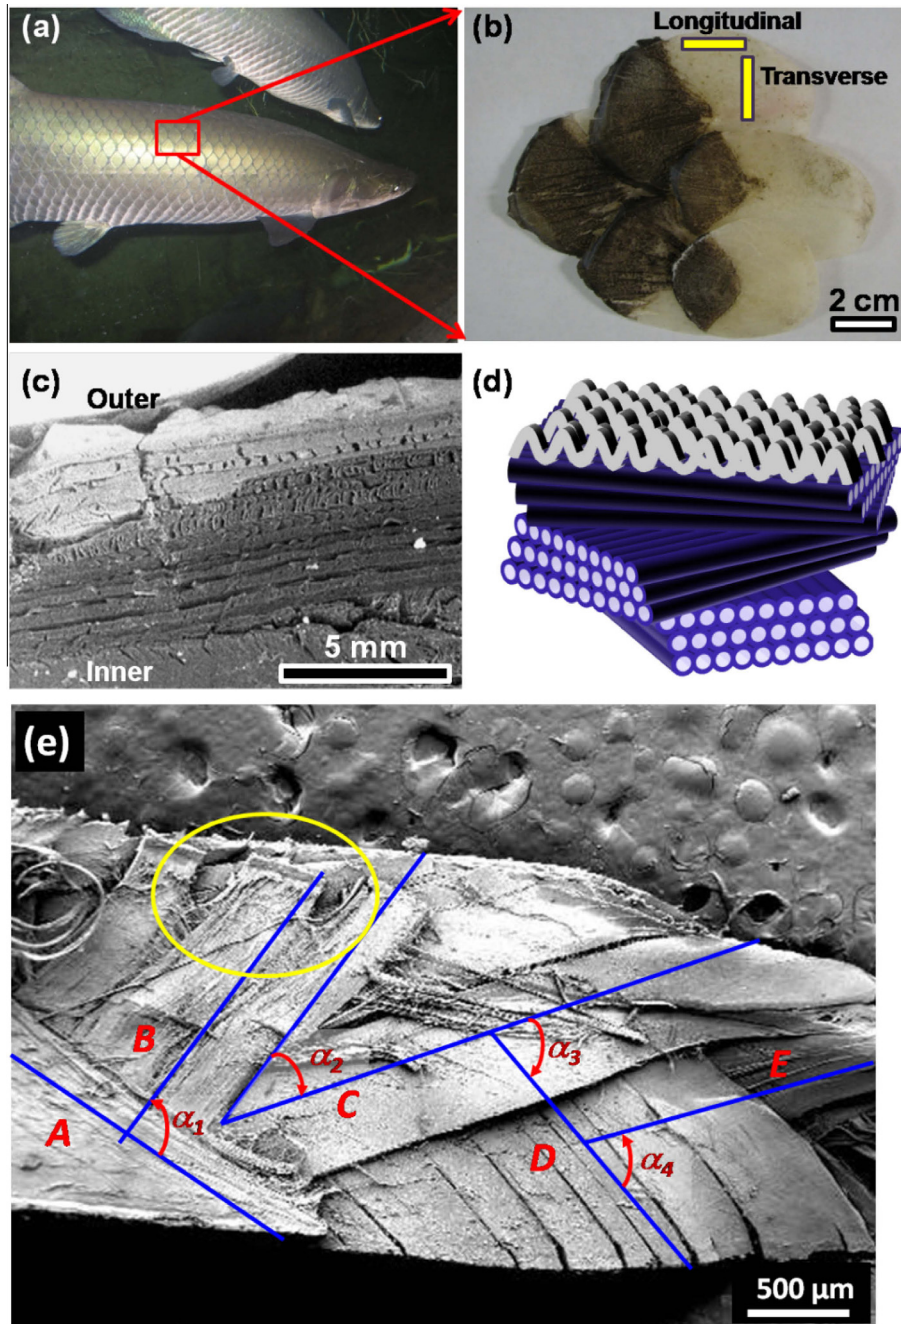 (a)
(b)
Longitudinal
Transverse
2 cm
(c)
Outer
Inner
5 mm
(d)
(e)
A
B
C
D
E
α₁
α₂
α₃
α₄
500 µm